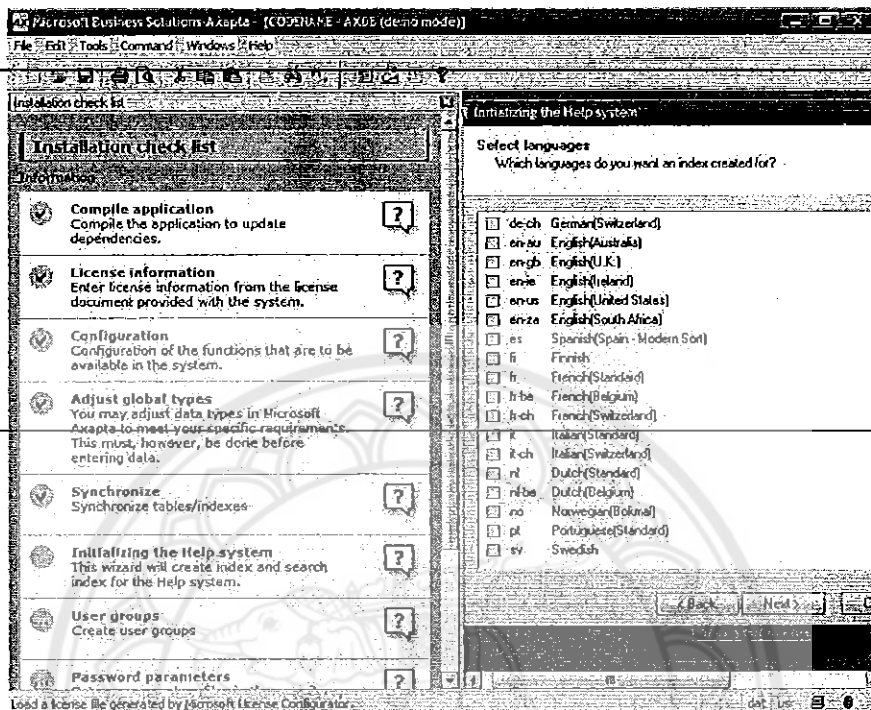 Microsoft Business Solutions-Axapta - [CODENAME - AXDE (demo mode)]
File Edit Tools Command Windows Help
Installation check list
Installation check list
Information
Compile application
Compile the application to update
dependencies.
License information
Enter license information from the license
document provided with the system.
Configuration
Configuration of the functions that are to be
available in the system.
Adjust global types
You may adjust data types in Microsoft
Axapta to meet your specific requirements.
This must, however, be done before
entering data.
Synchronize
Synchronize tables/indexes
Initializing the Help system
This wizard will create index and search
index for the Help system.
User groups
Create user groups
Password parameters
Load a license file generated by Microsoft License Configurator.
Initializing the Help system
Select languages
Which languages do you want an index created for?
de-ch German(Switzerland)
en-au English(Australia)
en-gb English(U.K.)
en-ie English(Ireland)
en-us English(United States)
en-za English(South Africa)
es Spanish(Spain - Modern Sort)
fi Finnish
fr French(Standard)
fr-be French(Belgium)
fr-ch French(Switzerland)
it Italian(Standard)
it-ch Italian(Switzerland)
nl Dutch(Standard)
nl-be Dutch(Belgium)
no Norwegian(Bokmal)
pt Portuguese(Standard)
sv Swedish
< Back Next > C
dat us